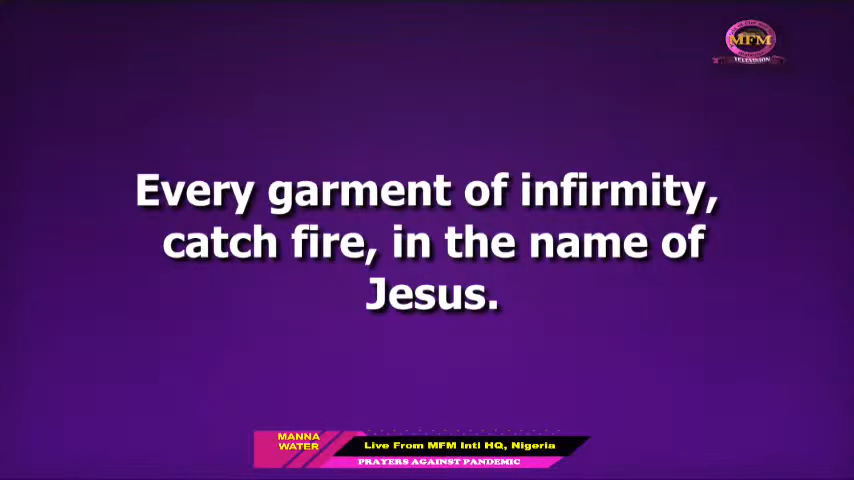 MFM
TELEVISION
Every garment of infirmity,
catch fire, in the name of
Jesus.
MANNA
WATER
Live From MFM Intl HQ, Nigeria
PRAYERS AGAINST PANDEMIC